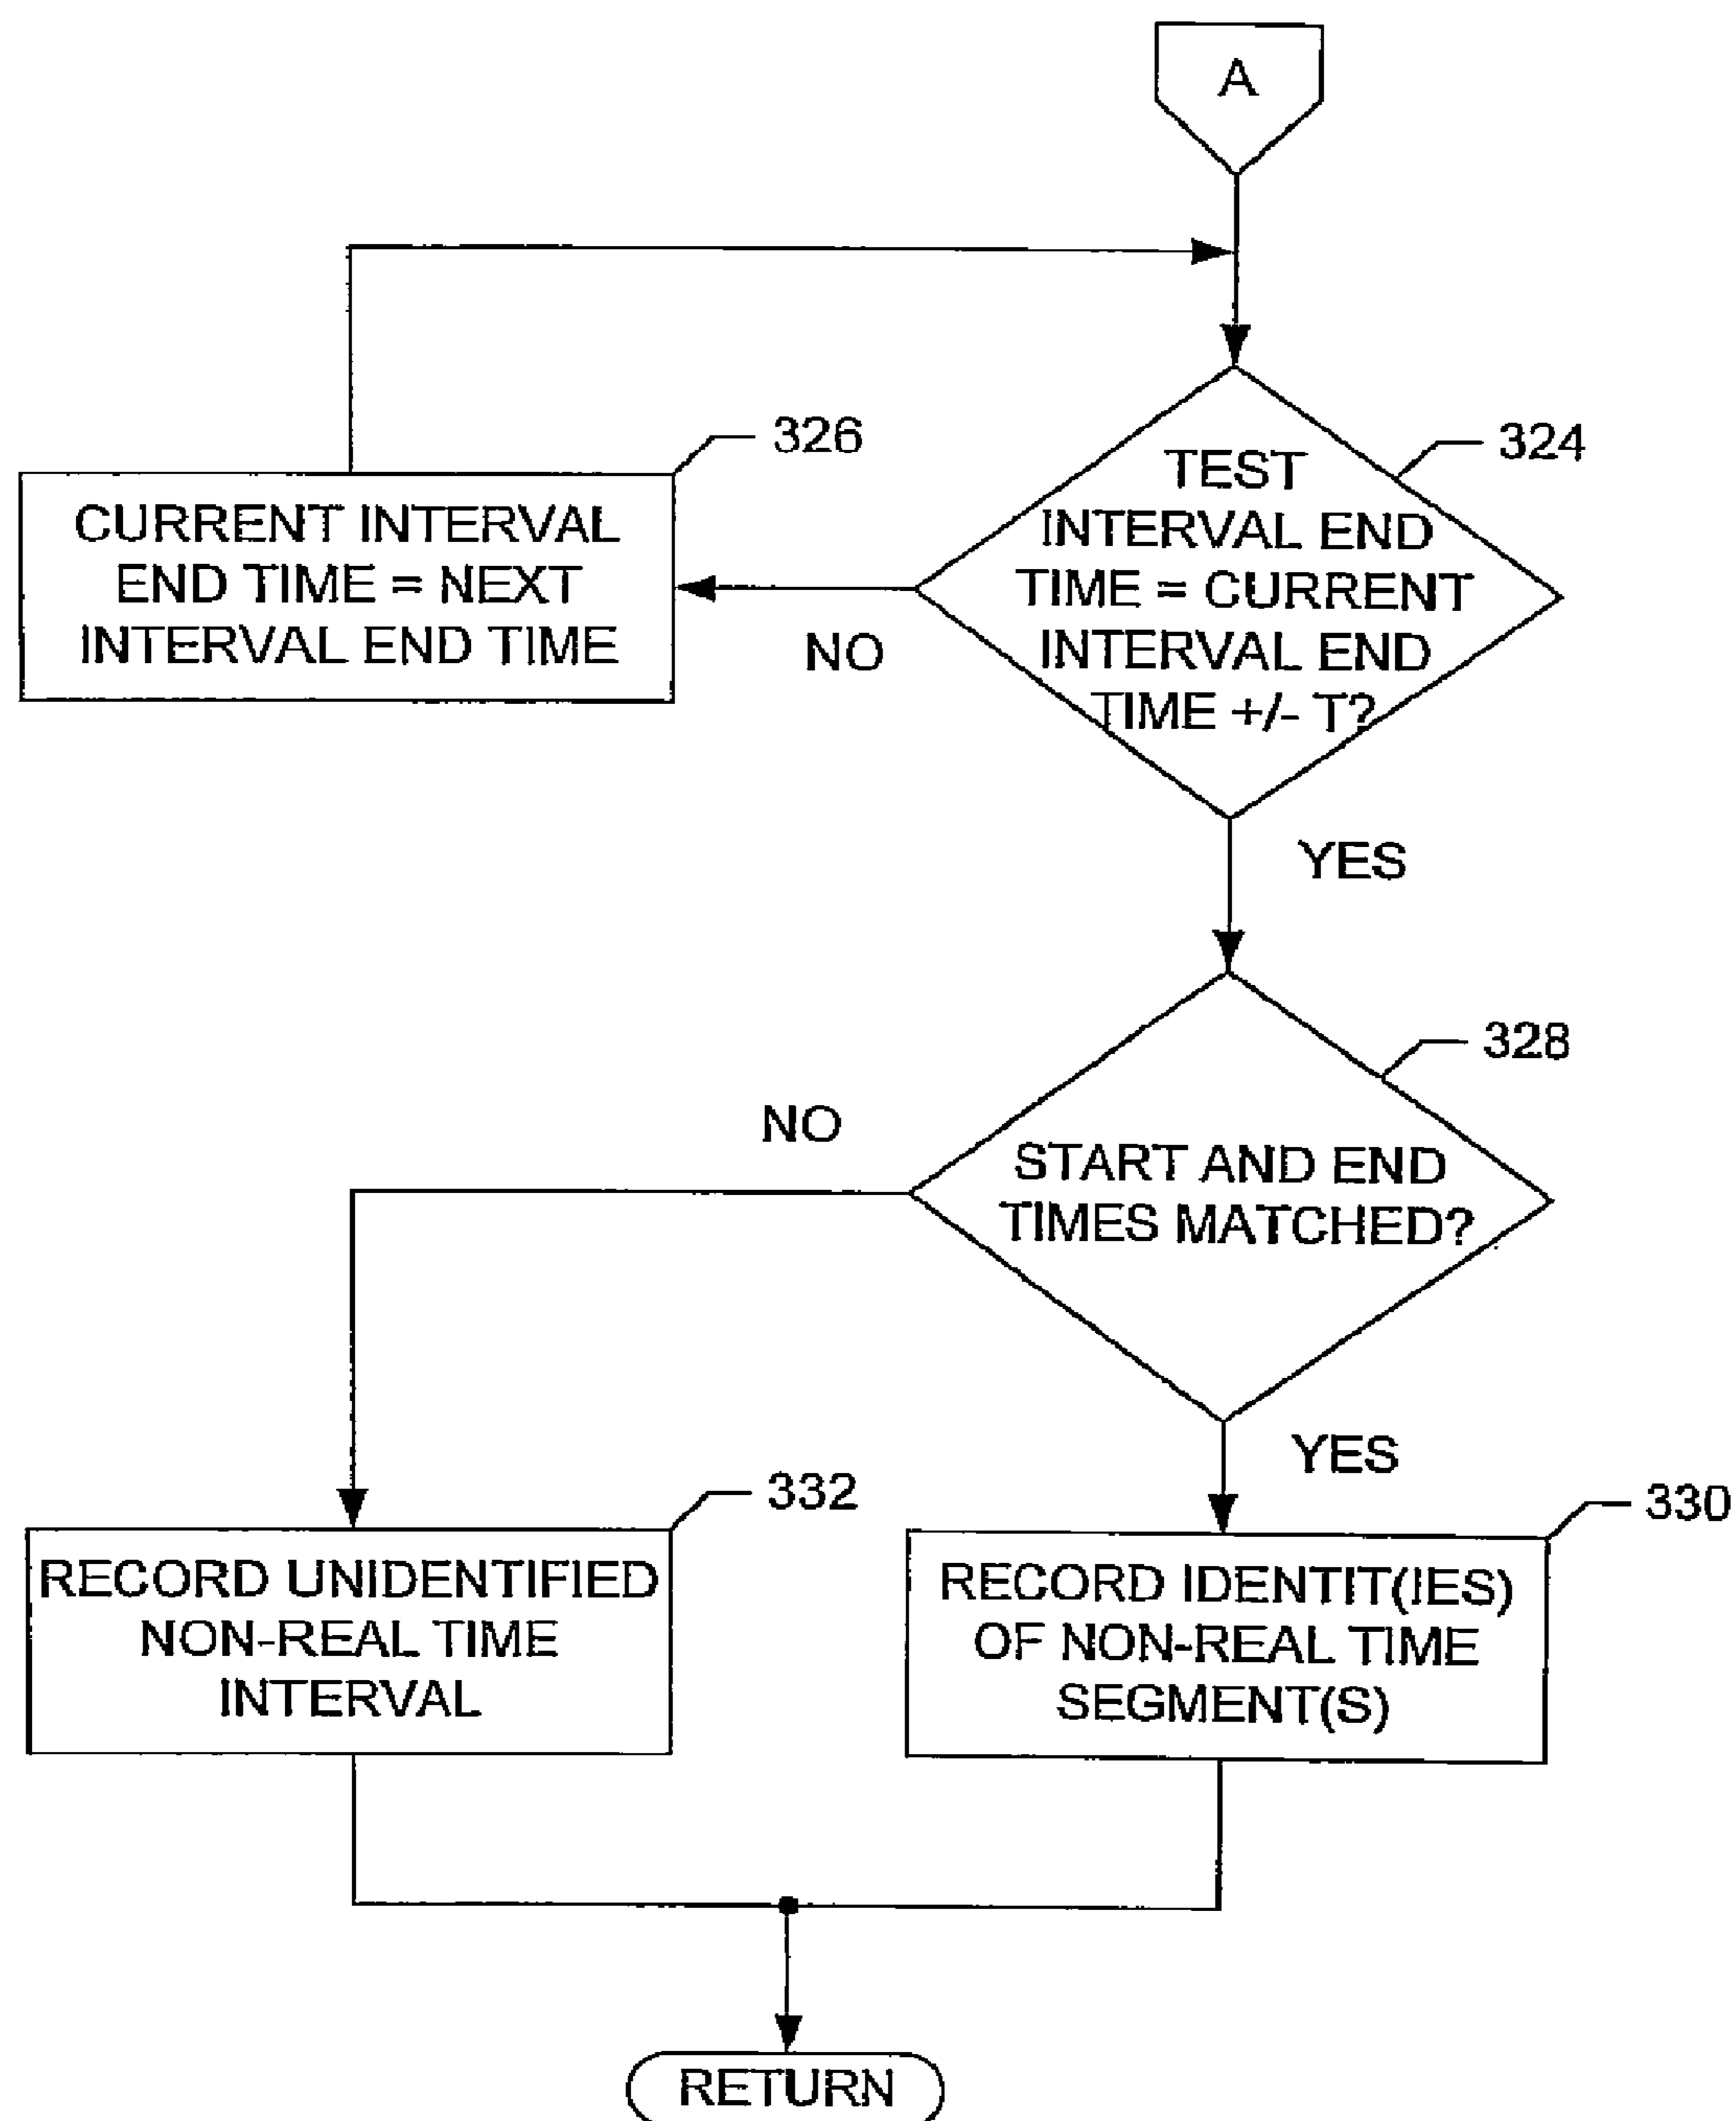 A
326
CURRENT INTERVAL
END TIME = NEXT
INTERVAL END TIME
324
TEST
INTERVAL END
TIME = CURRENT
INTERVAL END
TIME +/- T?
NO
YES
328
START AND END
TIMES MATCHED?
NO
YES
332
RECORD UNIDENTIFIED
NON-REAL TIME
INTERVAL
330
RECORD IDENTIT(IES)
OF NON-REAL TIME
SEGMENT(S)
RETURN